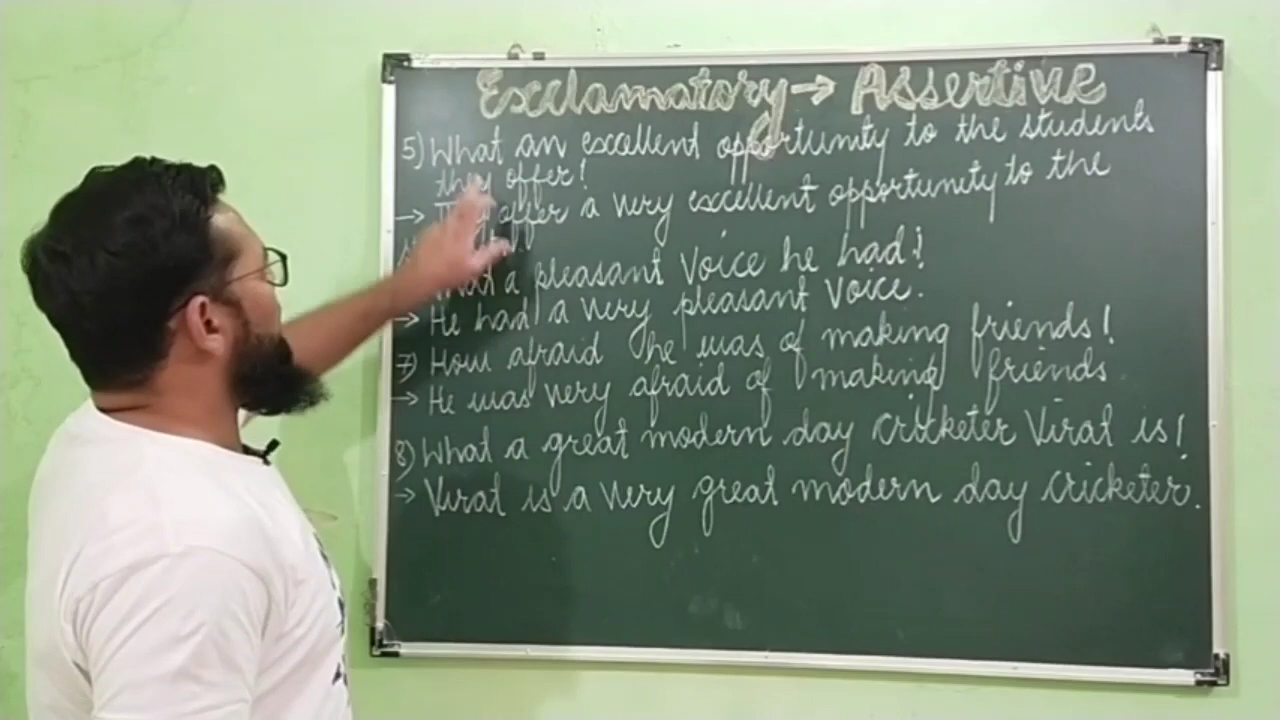 Exclamatory → Assertive
5) What an excellent opportunity to the students
they offer!
→ They offer a very excellent opportunity to the
What a pleasant voice he had!
→ He had a very pleasant voice.
7) How afraid he was of making friends!
→ He was very afraid of making friends
8) What a great modern day cricketer Virat is!
→ Virat is a very great modern day cricketer.